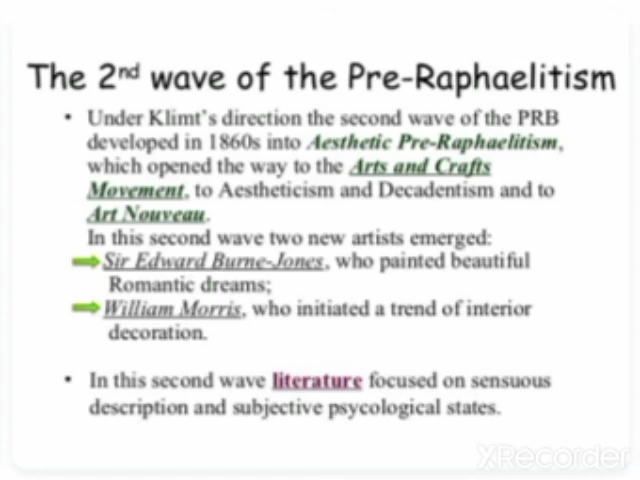 The 2nd wave of the Pre-Raphaelitism
• Under Klimt's direction the second wave of the PRB
developed in 1860s into Aesthetic Pre-Raphaelitism,
which opened the way to the Arts and Crafts
Movement, to Aestheticism and Decadentism and to
Art Nouveau.
In this second wave two new artists emerged:
Sir Edward Burne-Jones, who painted beautiful
Romantic dreams;
William Morris, who initiated a trend of interior
decoration.
• In this second wave literature focused on sensuous
description and subjective psycological states.
XRecorder